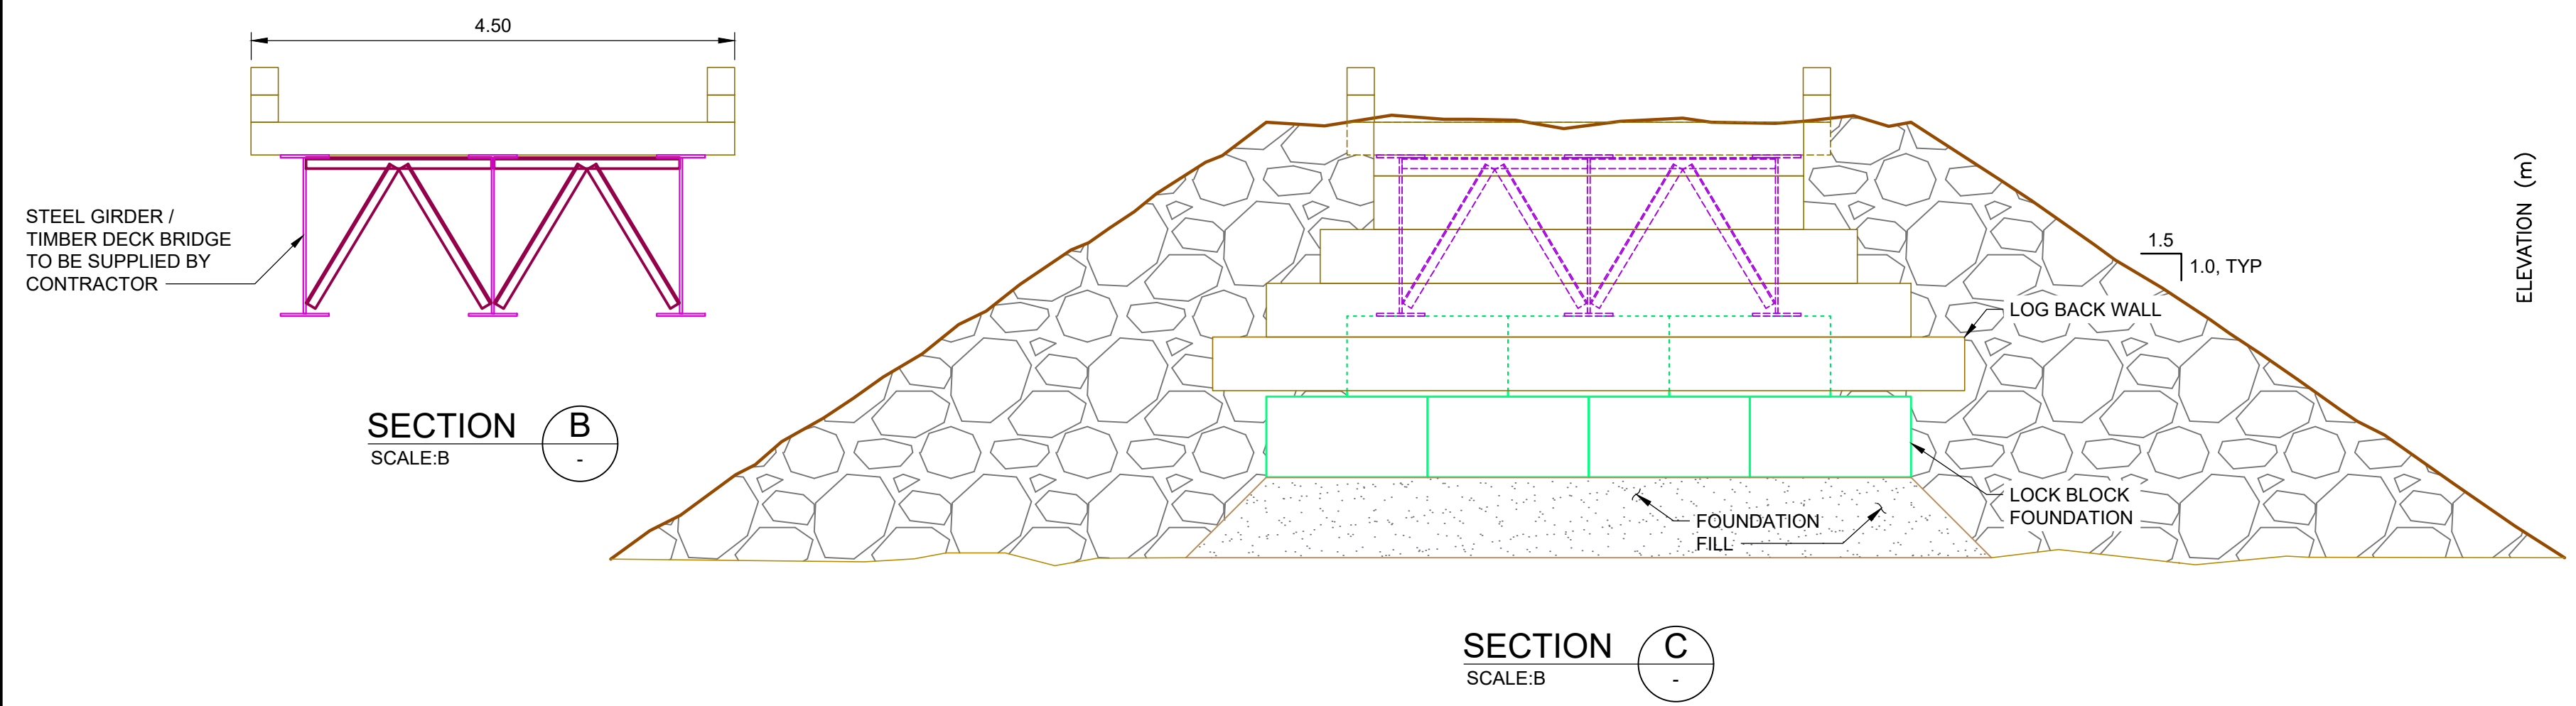 4.50
STEEL GIRDER /
TIMBER DECK BRIDGE
TO BE SUPPLIED BY
CONTRACTOR
SECTION B
SCALE:B -
1.5
1.0, TYP
LOG BACK WALL
LOCK BLOCK
FOUNDATION
FOUNDATION
FILL
SECTION C
SCALE:B -
ELEVATION (m)